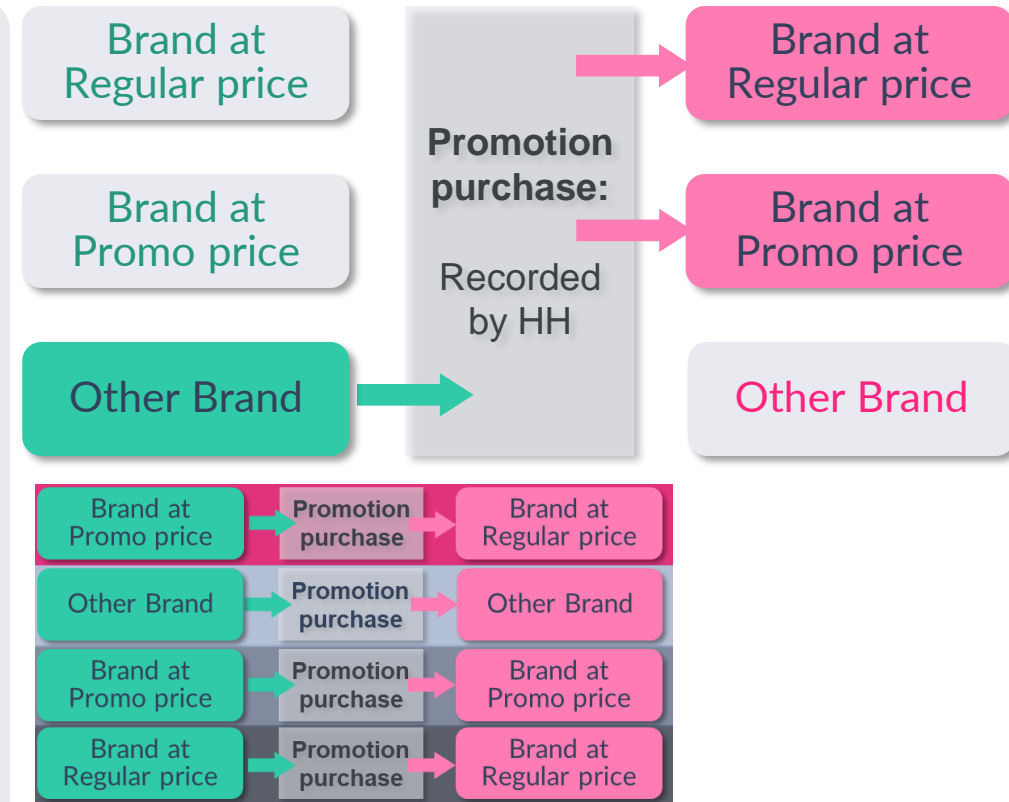 Brand at
Regular price
Brand at
Promo price
Other Brand
Promotion
purchase:
Recorded
by HH
Brand at
Regular price
Brand at
Promo price
Other Brand
Brand at
Promo price
Promotion
purchase
Brand at
Regular price
Other Brand
Promotion
purchase
Other Brand
Brand at
Promo price
Promotion
purchase
Brand at
Promo price
Brand at
Regular price
Promotion
purchase
Brand at
Regular price